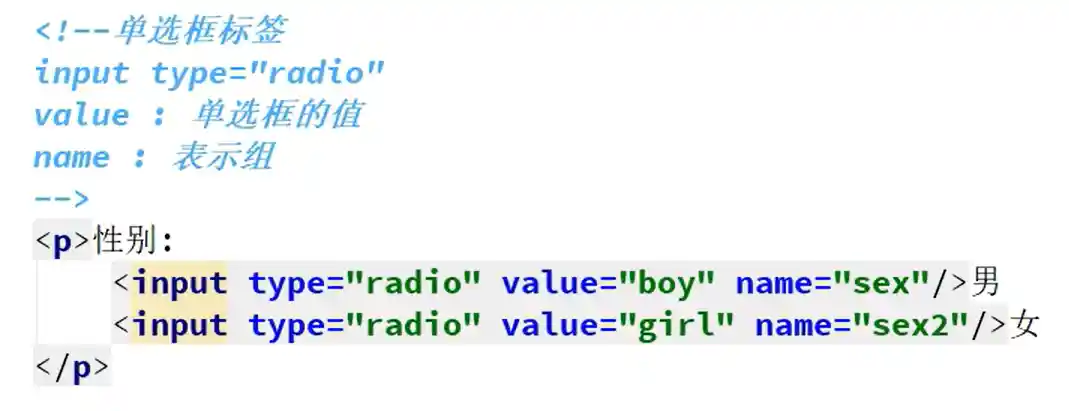 <!--单选框标签
input type="radio"
value : 单选框的值
name : 表示组
-->
<p>性别:
<input type="radio" value="boy" name="sex"/>男
<input type="radio" value="girl" name="sex2"/>女
</p>